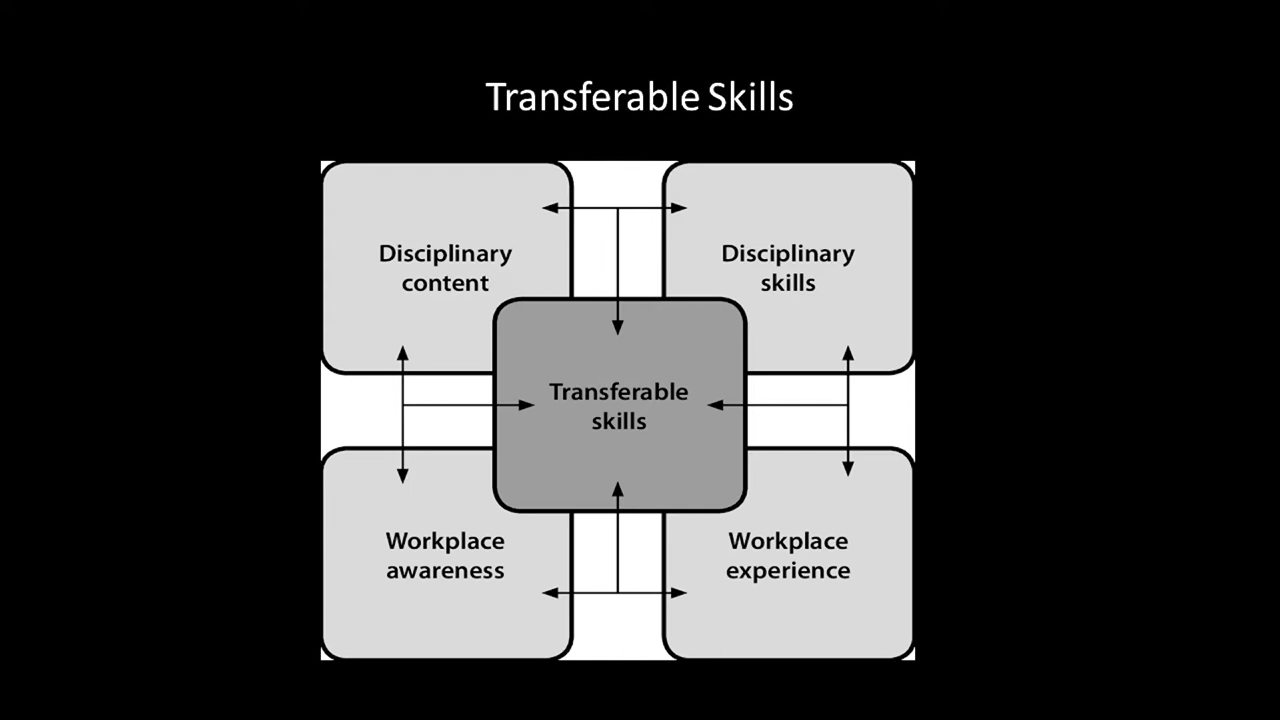 Transferable Skills
Disciplinary
content
Disciplinary
skills
Transferable
skills
Workplace
awareness
Workplace
experience